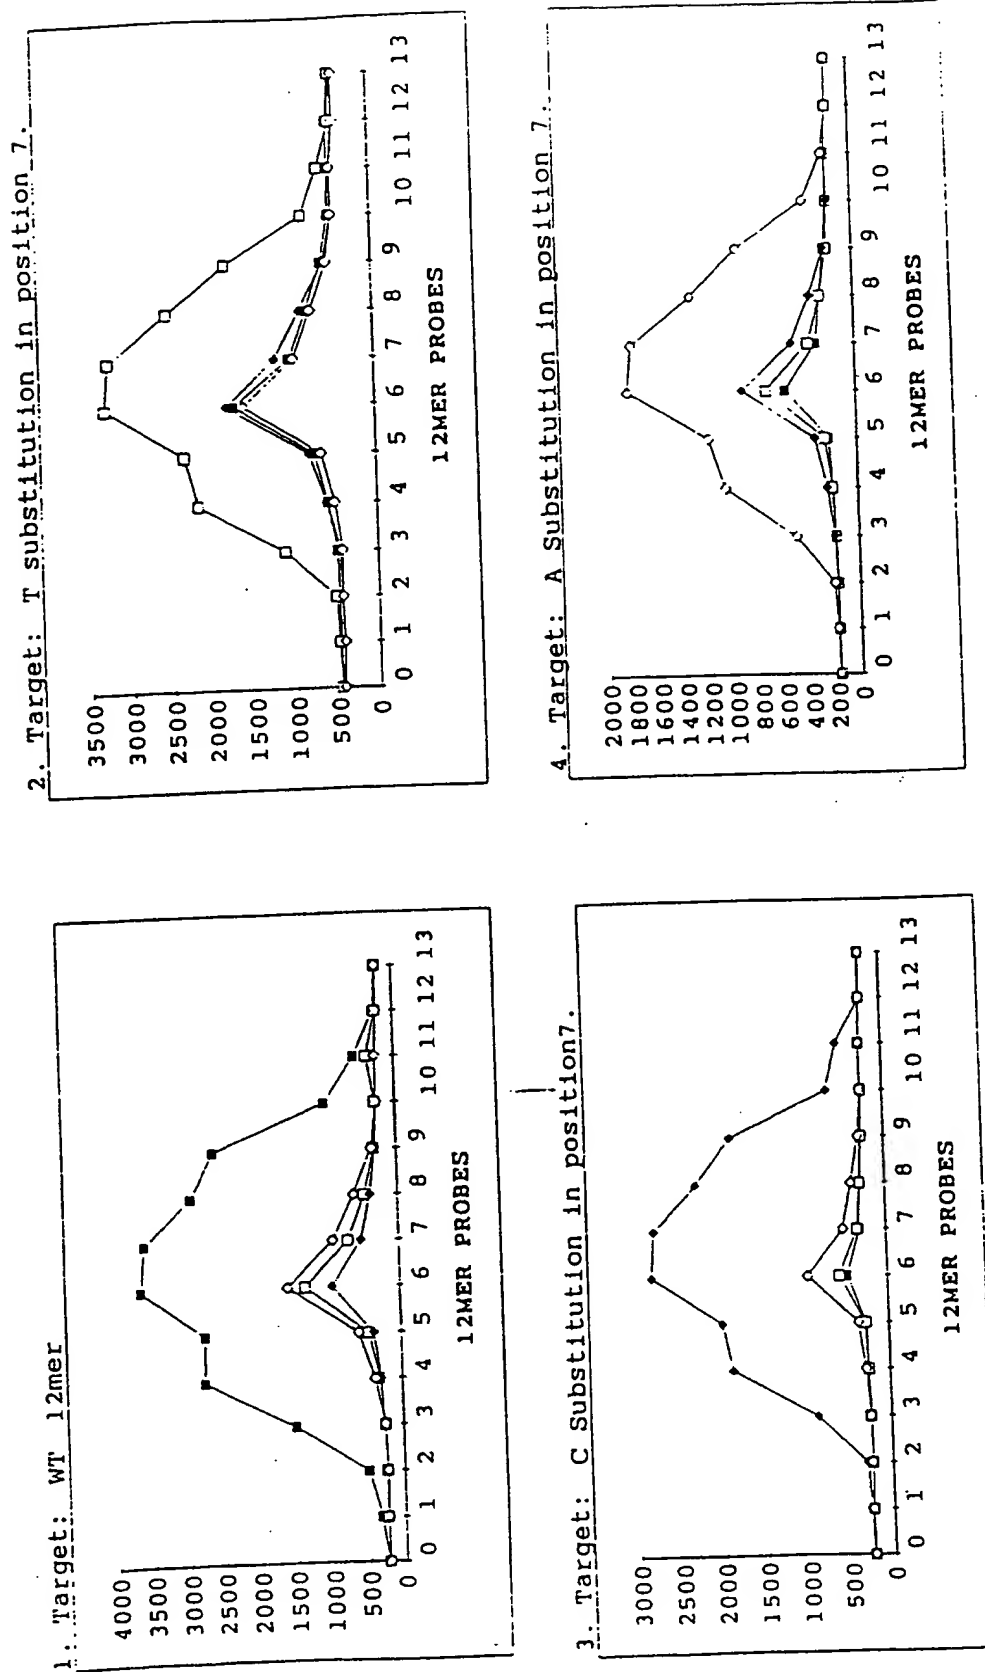 1. Target: WT 12mer
4000
3500
3000
2500
2000
1500
1000
500
0
0 1 2 3 4 5 6 7 8 9 10 11 12 13
12MER PROBES
2. Target: T substitution in position 7.
3500
3000
2500
2000
1500
1000
500
0
0 1 2 3 4 5 6 7 8 9 10 11 12 13
12MER PROBES
3. Target: C Substitution in position7.
3000
2500
2000
1500
1000
500
0
0 1 2 3 4 5 6 7 8 9 10 11 12 13
12MER PROBES
4. Target: A Substitution in position 7.
2000
1800
1600
1400
1200
1000
800
600
400
200
0
0 1 2 3 4 5 6 7 8 9 10 11 12 13
12MER PROBES